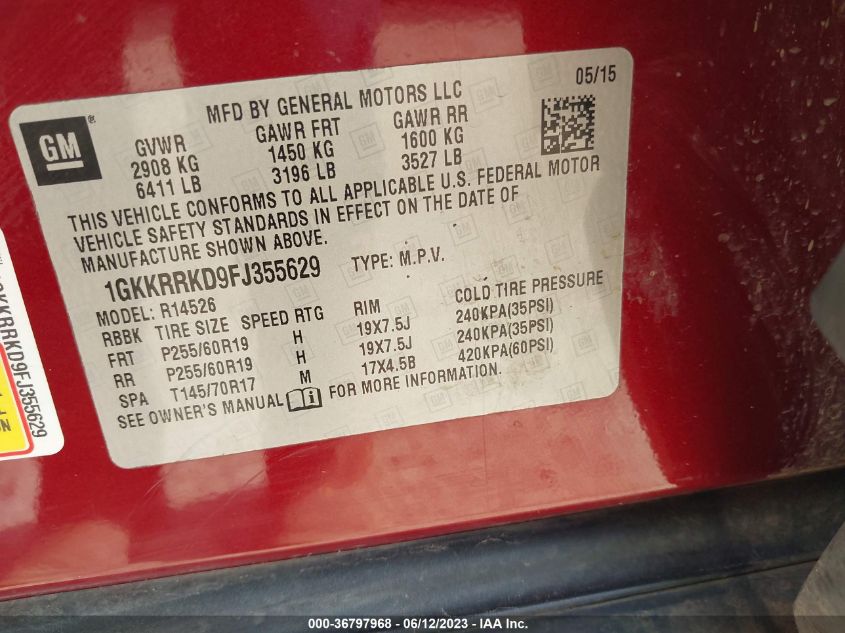 05/15
MFD BY GENERAL MOTORS LLC
GM
®
GVWR GAWR FRT GAWR RR
2908 KG 1450 KG 1600 KG
6411 LB 3196 LB 3527 LB
THIS VEHICLE CONFORMS TO ALL APPLICABLE U.S. FEDERAL MOTOR
VEHICLE SAFETY STANDARDS IN EFFECT ON THE DATE OF
MANUFACTURE SHOWN ABOVE.
1GKKRRKD9FJ355629 TYPE: M.P.V.
MODEL: R14526
RBBK TIRE SIZE SPEED RTG RIM COLD TIRE PRESSURE
FRT P255/60R19 H 19X7.5J 240KPA(35PSI)
RR P255/60R19 H 19X7.5J 240KPA(35PSI)
SPA T145/70R17 M 17X4.5B 420KPA(60PSI)
SEE OWNER'S MANUAL FOR MORE INFORMATION.
KKRRKD9FJ355629
000-36797968 - 06/12/2023 - IAAI.com. Copyright 2023 IAA, Inc.